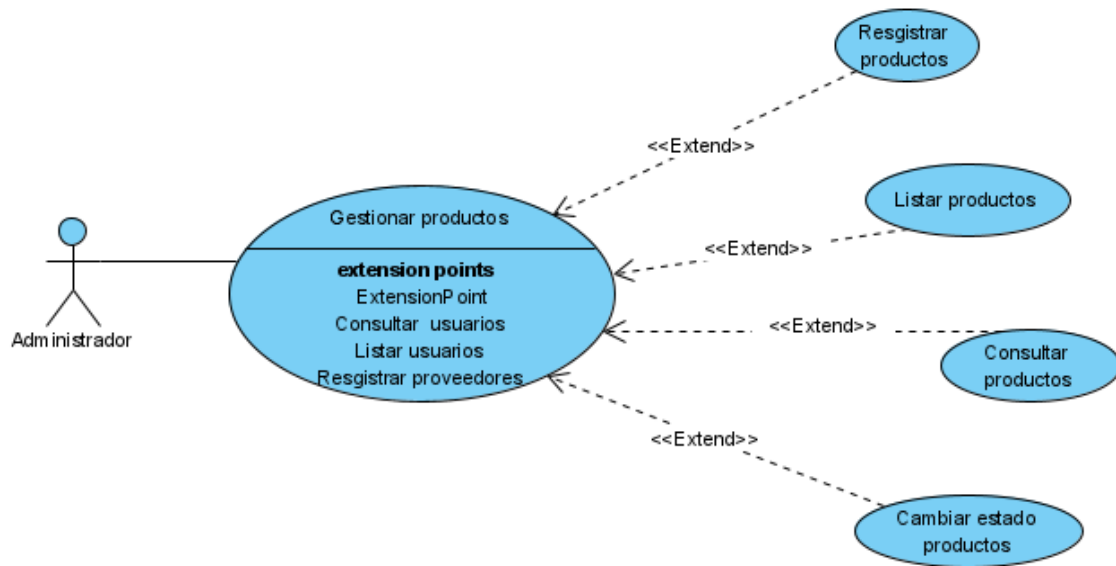 Resgistrar
productos
<<Extend>>
Listar productos
<<Extend>>
Gestionar productos
extension points
ExtensionPoint
Consultar usuarios
Listar usuarios
Resgistrar proveedores
Administrador
<<Extend>>
Consultar
productos
<<Extend>>
Cambiar estado
productos